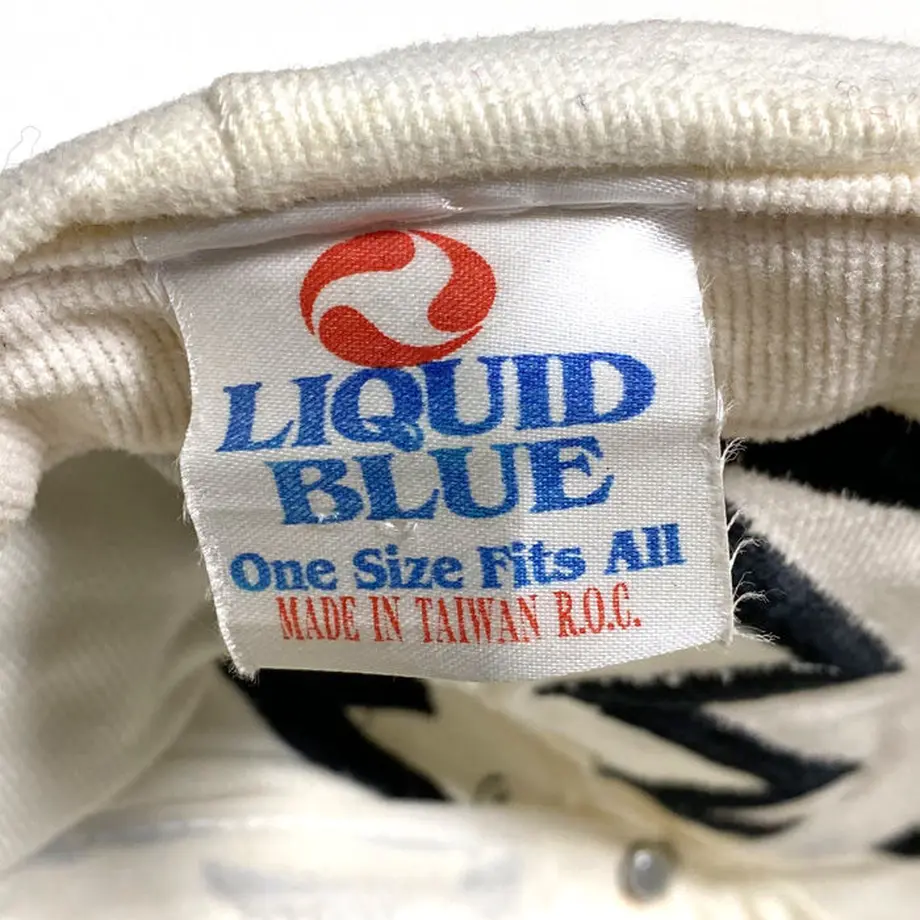 LIQUID
BLUE
One Size Fits All
MADE IN TAIWAN R.O.C.